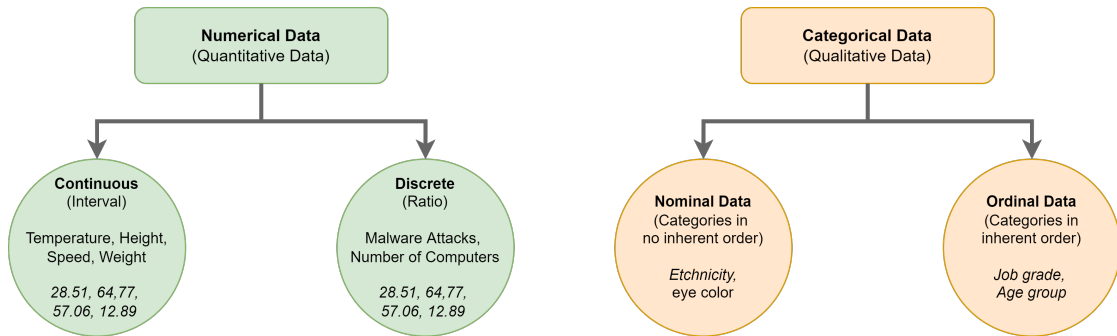 Numerical Data
(Quantitative Data)
Categorical Data
(Qualitative Data)
Continuous
(Interval)
Temperature, Height,
Speed, Weight
28.51, 64,77,
57.06, 12.89
Discrete
(Ratio)
Malware Attacks,
Number of Computers
28.51, 64,77,
57.06, 12.89
Nominal Data
(Categories in
no inherent order)
Etchnicity,
eye color
Ordinal Data
(Categories in
inherent order)
Job grade,
Age group